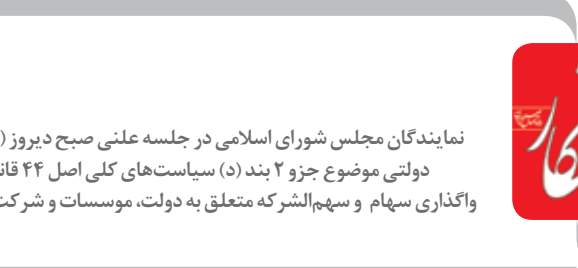 نمایندگان مجلس شورای اسلامی در جلسه علنی صبح دیروز (
دولتی موضوع جزو ۲ بند (د) سیاست‌های کلی اصل ۴۴ قان
واگذاری سهام و سهم‌الشرکه متعلق به دولت، موسسات و شرکت